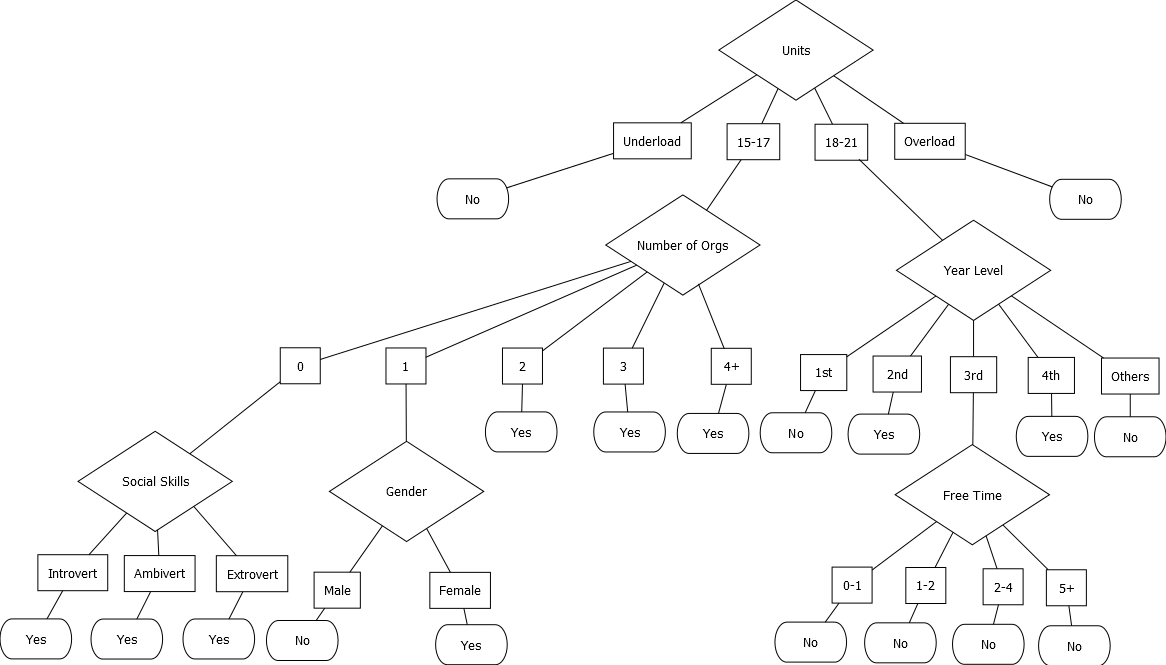 Units
Underload
15-17
18-21
Overload
No
No
Number of Orgs
Year Level
0
1
2
3
4+
1st
2nd
3rd
4th
Others
Yes
Yes
Yes
No
Yes
Yes
No
Social Skills
Gender
Free Time
Introvert
Ambivert
Extrovert
Male
Female
0-1
1-2
2-4
5+
Yes
Yes
Yes
No
Yes
No
No
No
No